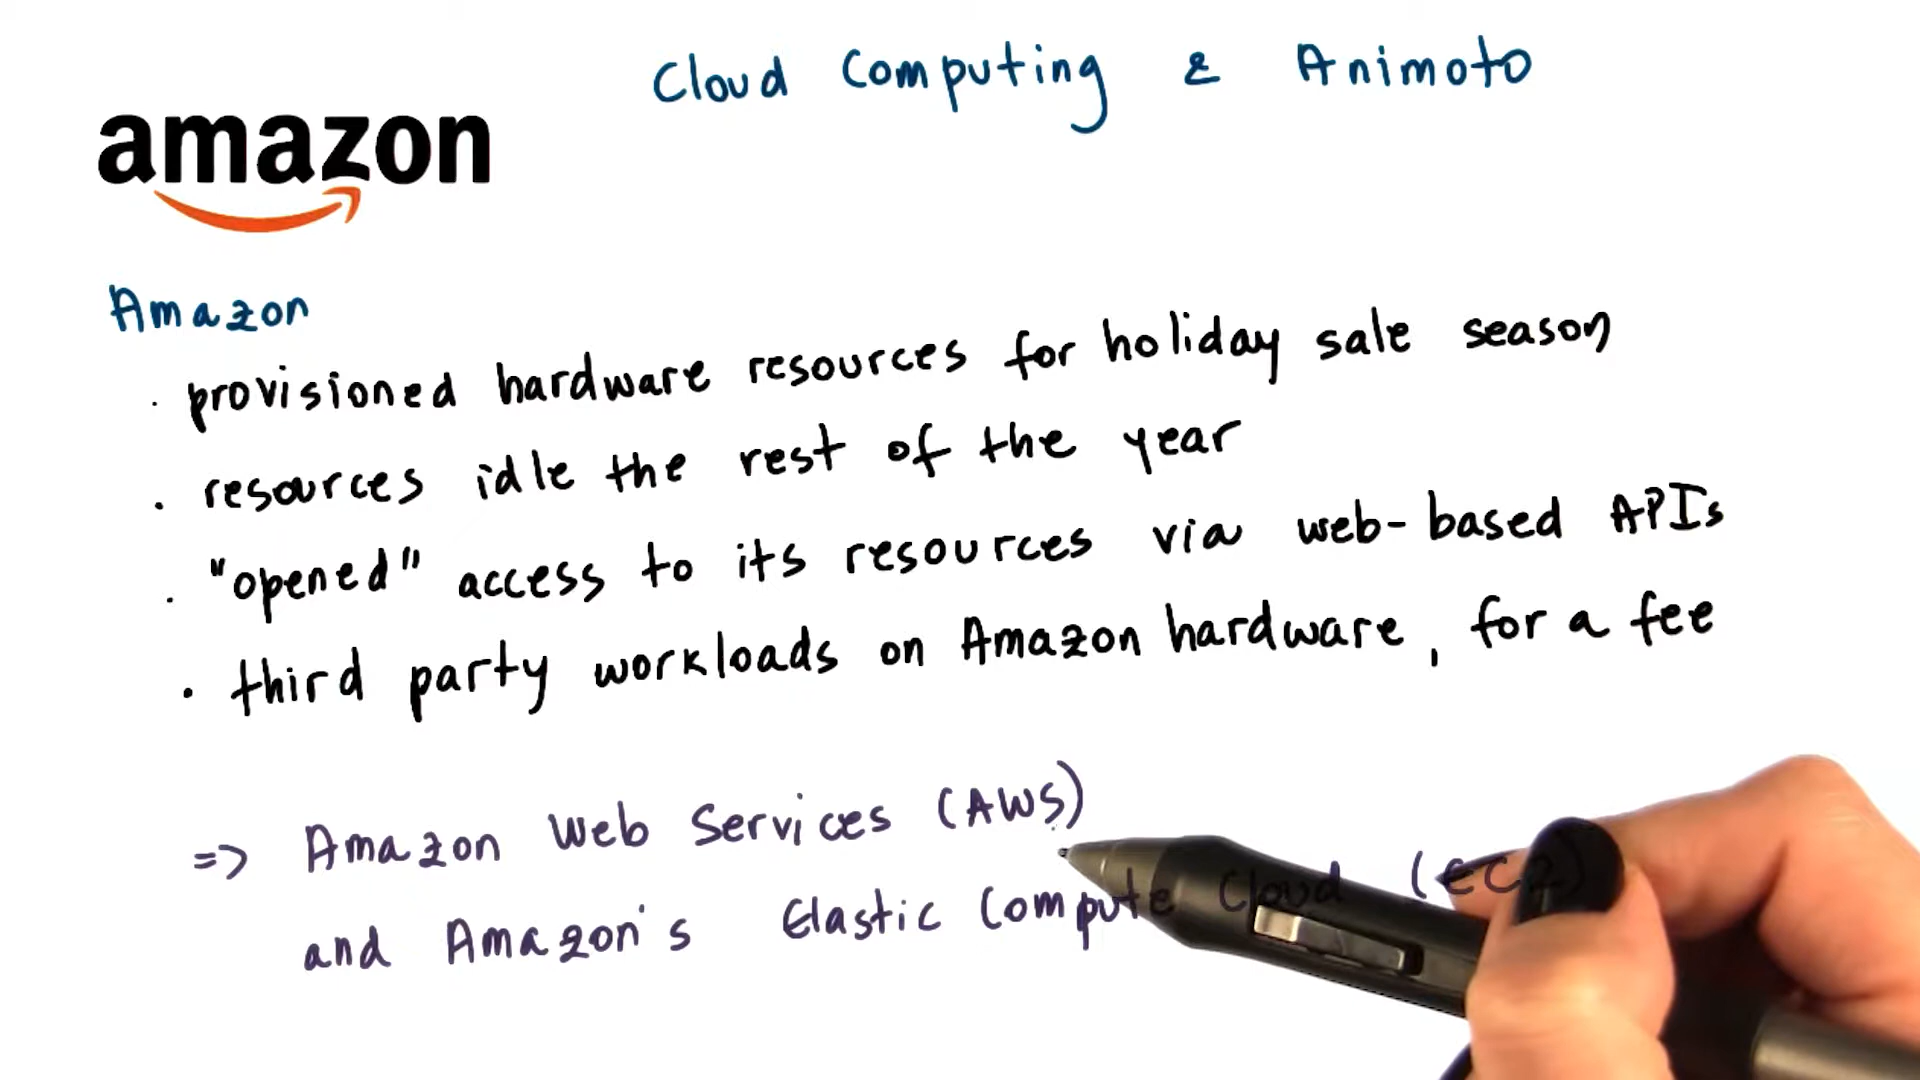 Cloud Computing & Animoto
amazon
Amazon
· provisioned hardware resources for holiday sale season
· resources idle the rest of the year
· "opened" access to its resources via web-based APIs
· third party workloads on Amazon hardware, for a fee
=> Amazon Web Services (AWS)
and Amazon's Elastic Compute Cloud (EC2)